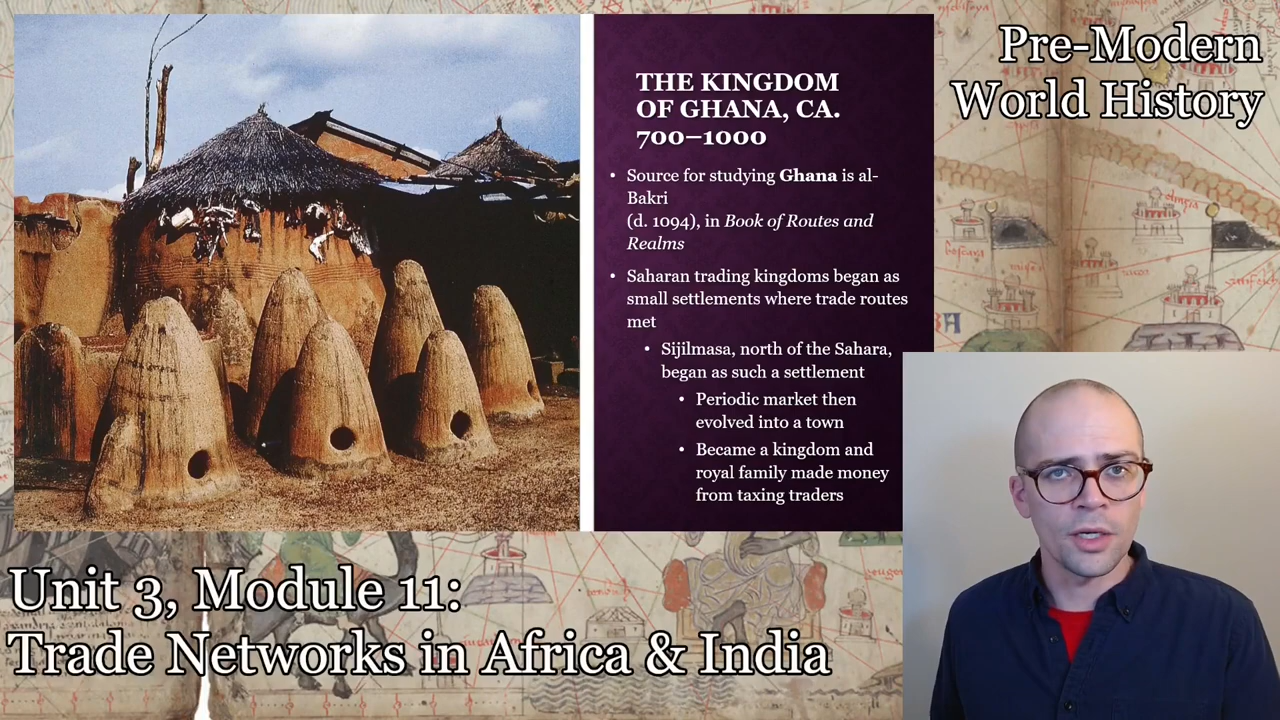 Pre-Modern
World History
THE KINGDOM
OF GHANA, CA.
700–1000
• Source for studying Ghana is al-
Bakri
(d. 1094), in Book of Routes and
Realms
• Saharan trading kingdoms began as
small settlements where trade routes
met
• Sijilmasa, north of the Sahara,
began as such a settlement
• Periodic market then
evolved into a town
• Became a kingdom and
royal family made money
from taxing traders
Unit 3, Module 11:
Trade Networks in Africa & India